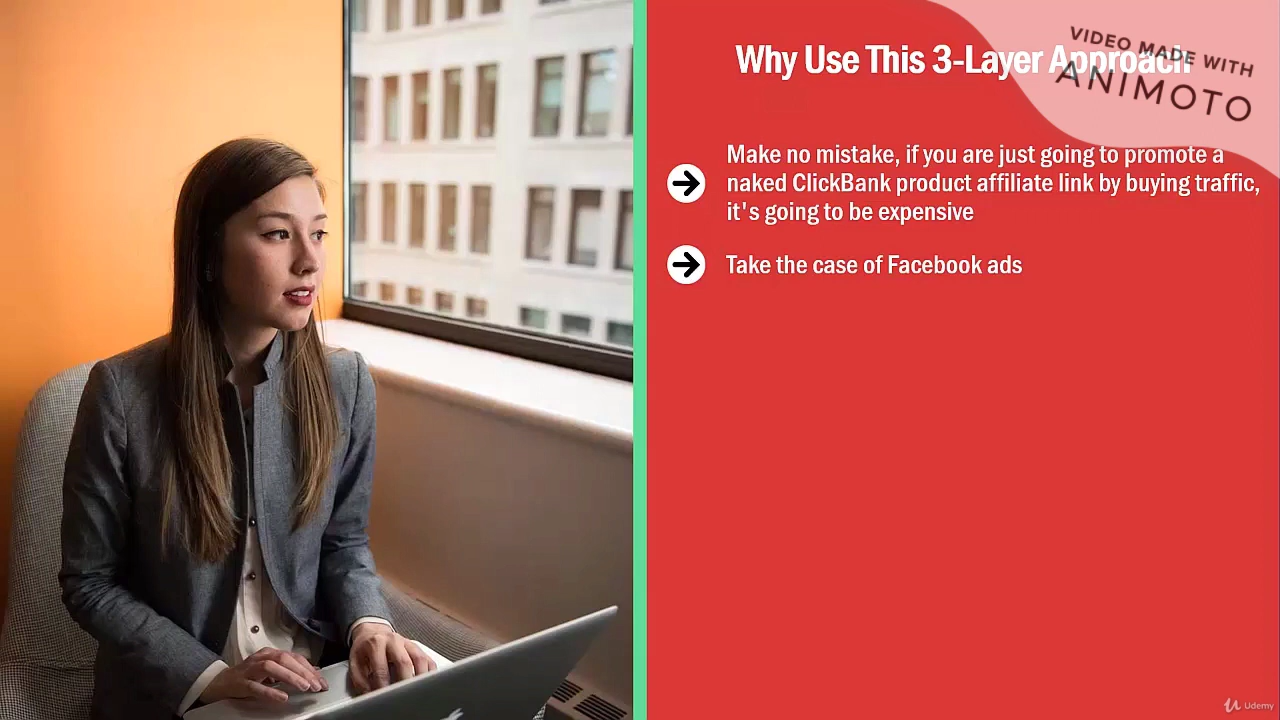 Why Use This 3-Layer Approach
VIDEO MADE WITH
ANIMOTO
Make no mistake, if you are just going to promote a
naked ClickBank product affiliate link by buying traffic,
it's going to be expensive
Take the case of Facebook ads
Udemy